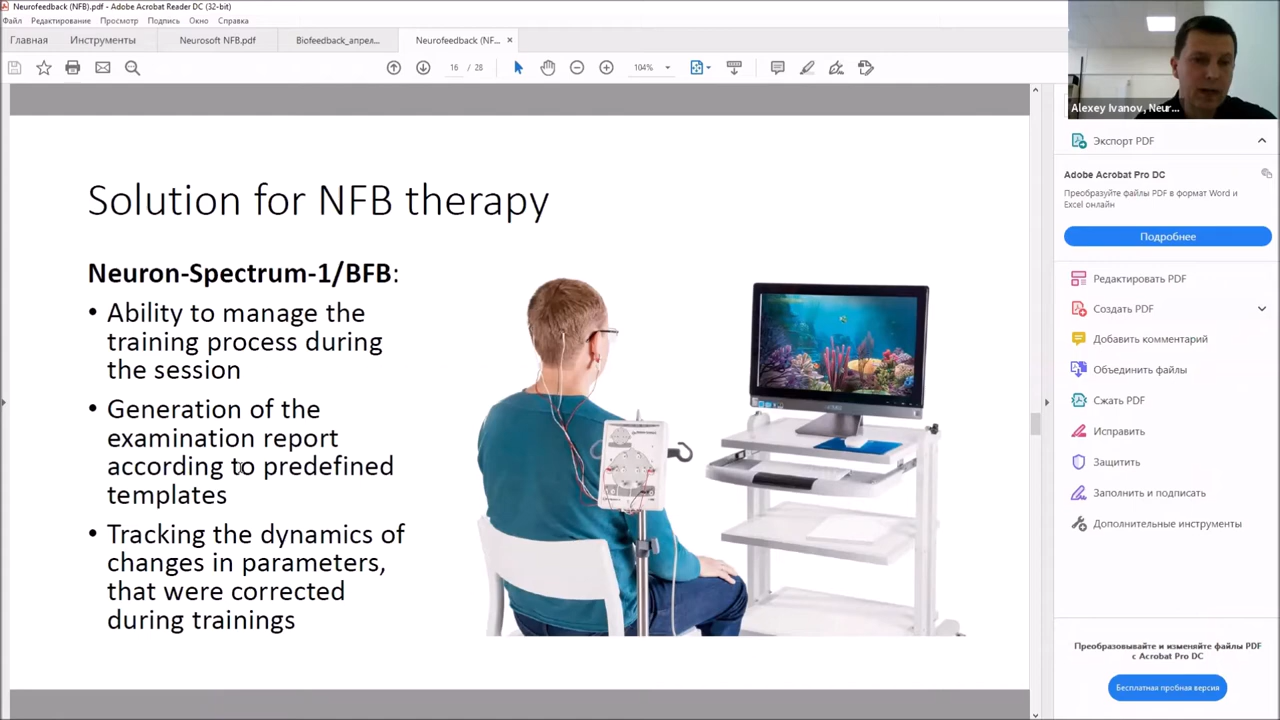 Neurofeedback (NFB).pdf - Adobe Acrobat Reader DC (32-bit)
Файл Редактирование Просмотр Подпись Окно Справка
Главная Инструменты Neurosoft NFB.pdf Biofeedback_апрел... Neurofeedback (NF... ×
16 / 28 104%
Alexey Ivanov, Neur...
Solution for NFB therapy
Neuron-Spectrum-1/BFB:
• Ability to manage the
training process during
the session
• Generation of the
examination report
according to predefined
templates
• Tracking the dynamics of
changes in parameters,
that were corrected
during trainings
Экспорт PDF
Adobe Acrobat Pro DC
Преобразуйте файлы PDF в формат Word и
Excel онлайн
Подробнее
Редактировать PDF
Создать PDF
Добавить комментарий
Объединить файлы
Сжать PDF
Исправить
Защитить
Заполнить и подписать
Дополнительные инструменты
Преобразовывайте и изменяйте файлы PDF
с Acrobat Pro DC
Бесплатная пробная версия